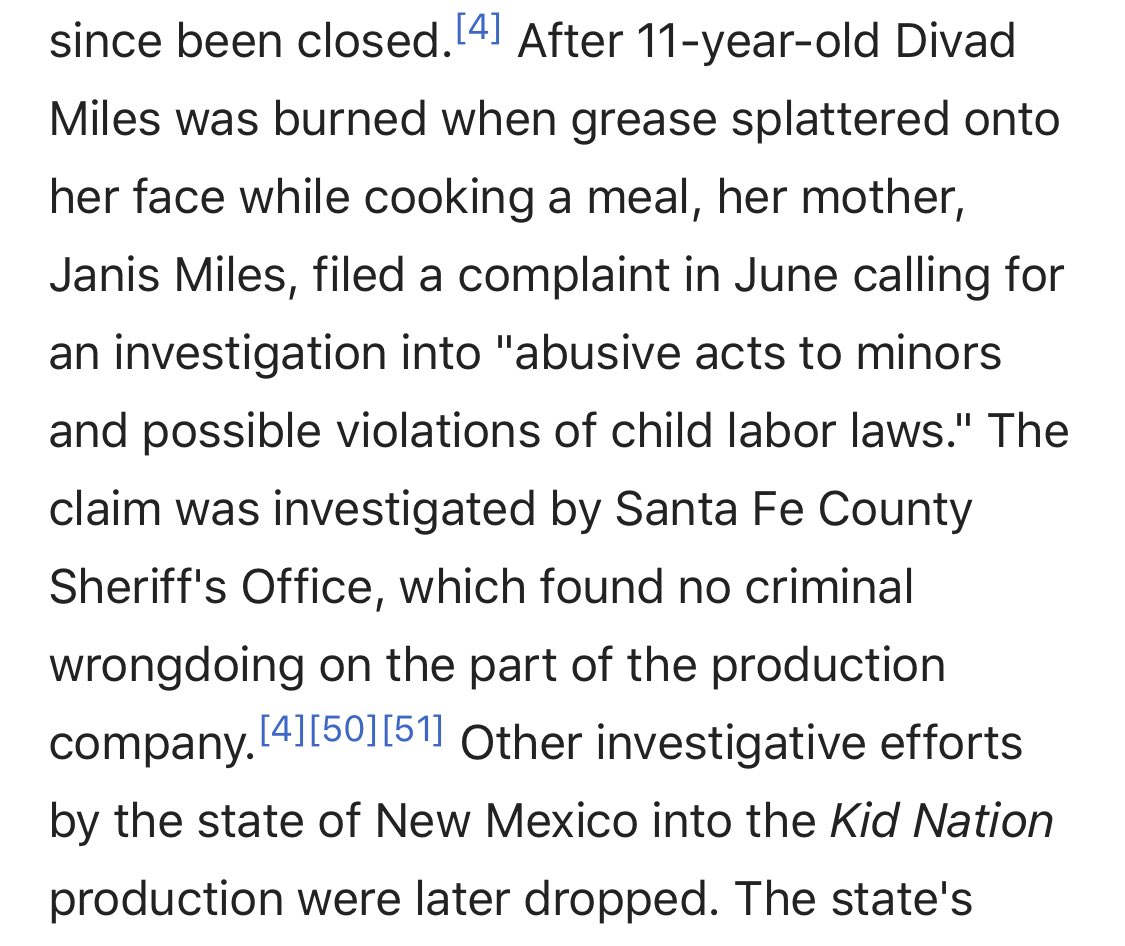 since been closed.[4] After 11-year-old Divad
Miles was burned when grease splattered onto
her face while cooking a meal, her mother,
Janis Miles, filed a complaint in June calling for
an investigation into "abusive acts to minors
and possible violations of child labor laws." The
claim was investigated by Santa Fe County
Sheriff's Office, which found no criminal
wrongdoing on the part of the production
company.[4][50][51] Other investigative efforts
by the state of New Mexico into the Kid Nation
production were later dropped. The state's